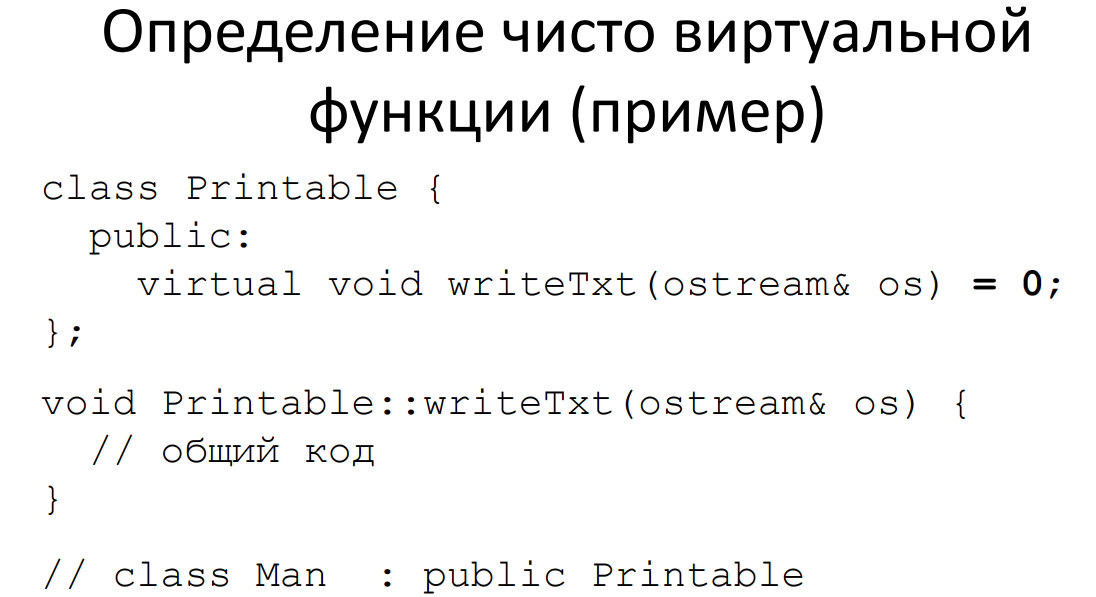 Определение чисто виртуальной
функции (пример)
class Printable {
  public:
    virtual void writeTxt(ostream& os) = 0;
};
void Printable::writeTxt(ostream& os) {
  // общий код
}
// class Man  : public Printable